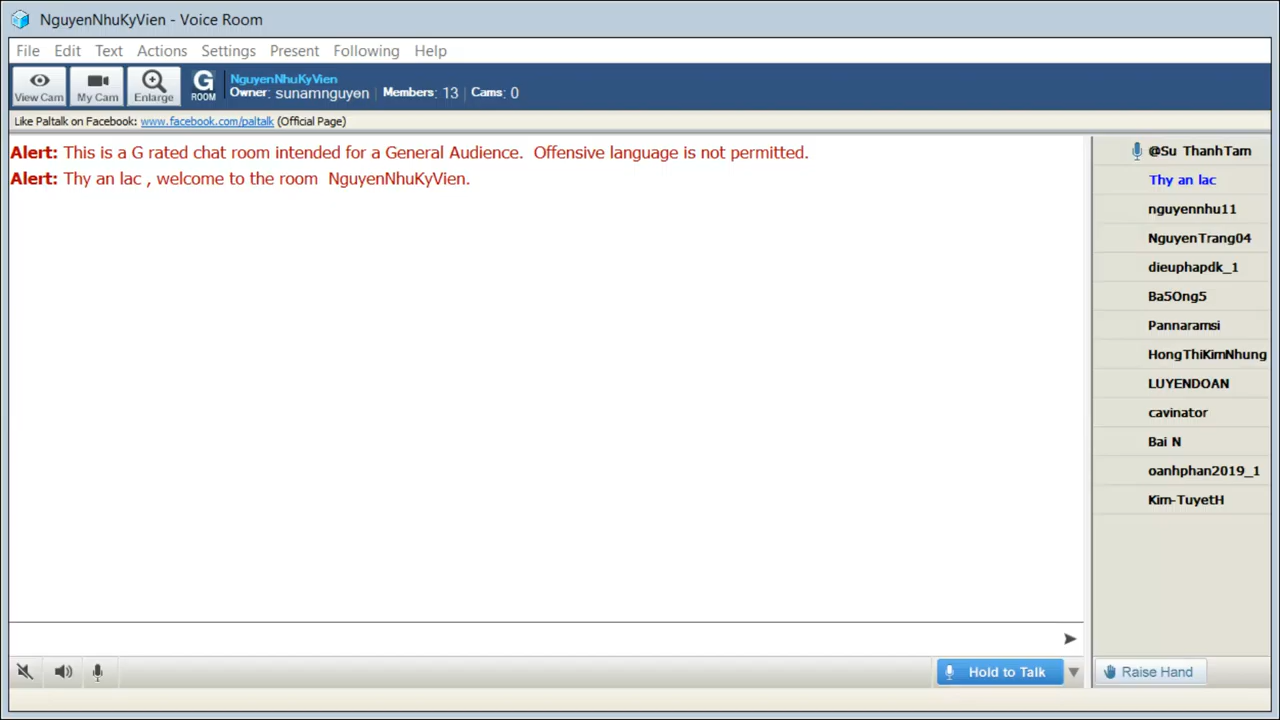 NguyenNhuKyVien - Voice Room
File Edit Text Actions Settings Present Following Help
View Cam My Cam Enlarge G ROOM
NguyenNhuKyVien
Owner: sunamnguyen Members: 13 Cams: 0
Like Paltalk on Facebook: www.facebook.com/paltalk (Official Page)
Alert: This is a G rated chat room intended for a General Audience. Offensive language is not permitted.
Alert: Thy an lac , welcome to the room NguyenNhuKyVien.
@Su ThanhTam
Thy an lac
nguyennhu11
NguyenTrang04
dieuphapdk_1
Ba5Ong5
Pannaramsi
HongThiKimNhung
LUYENDOAN
cavinator
Bai N
oanhphan2019_1
Kim-TuyetH
Hold to Talk
Raise Hand